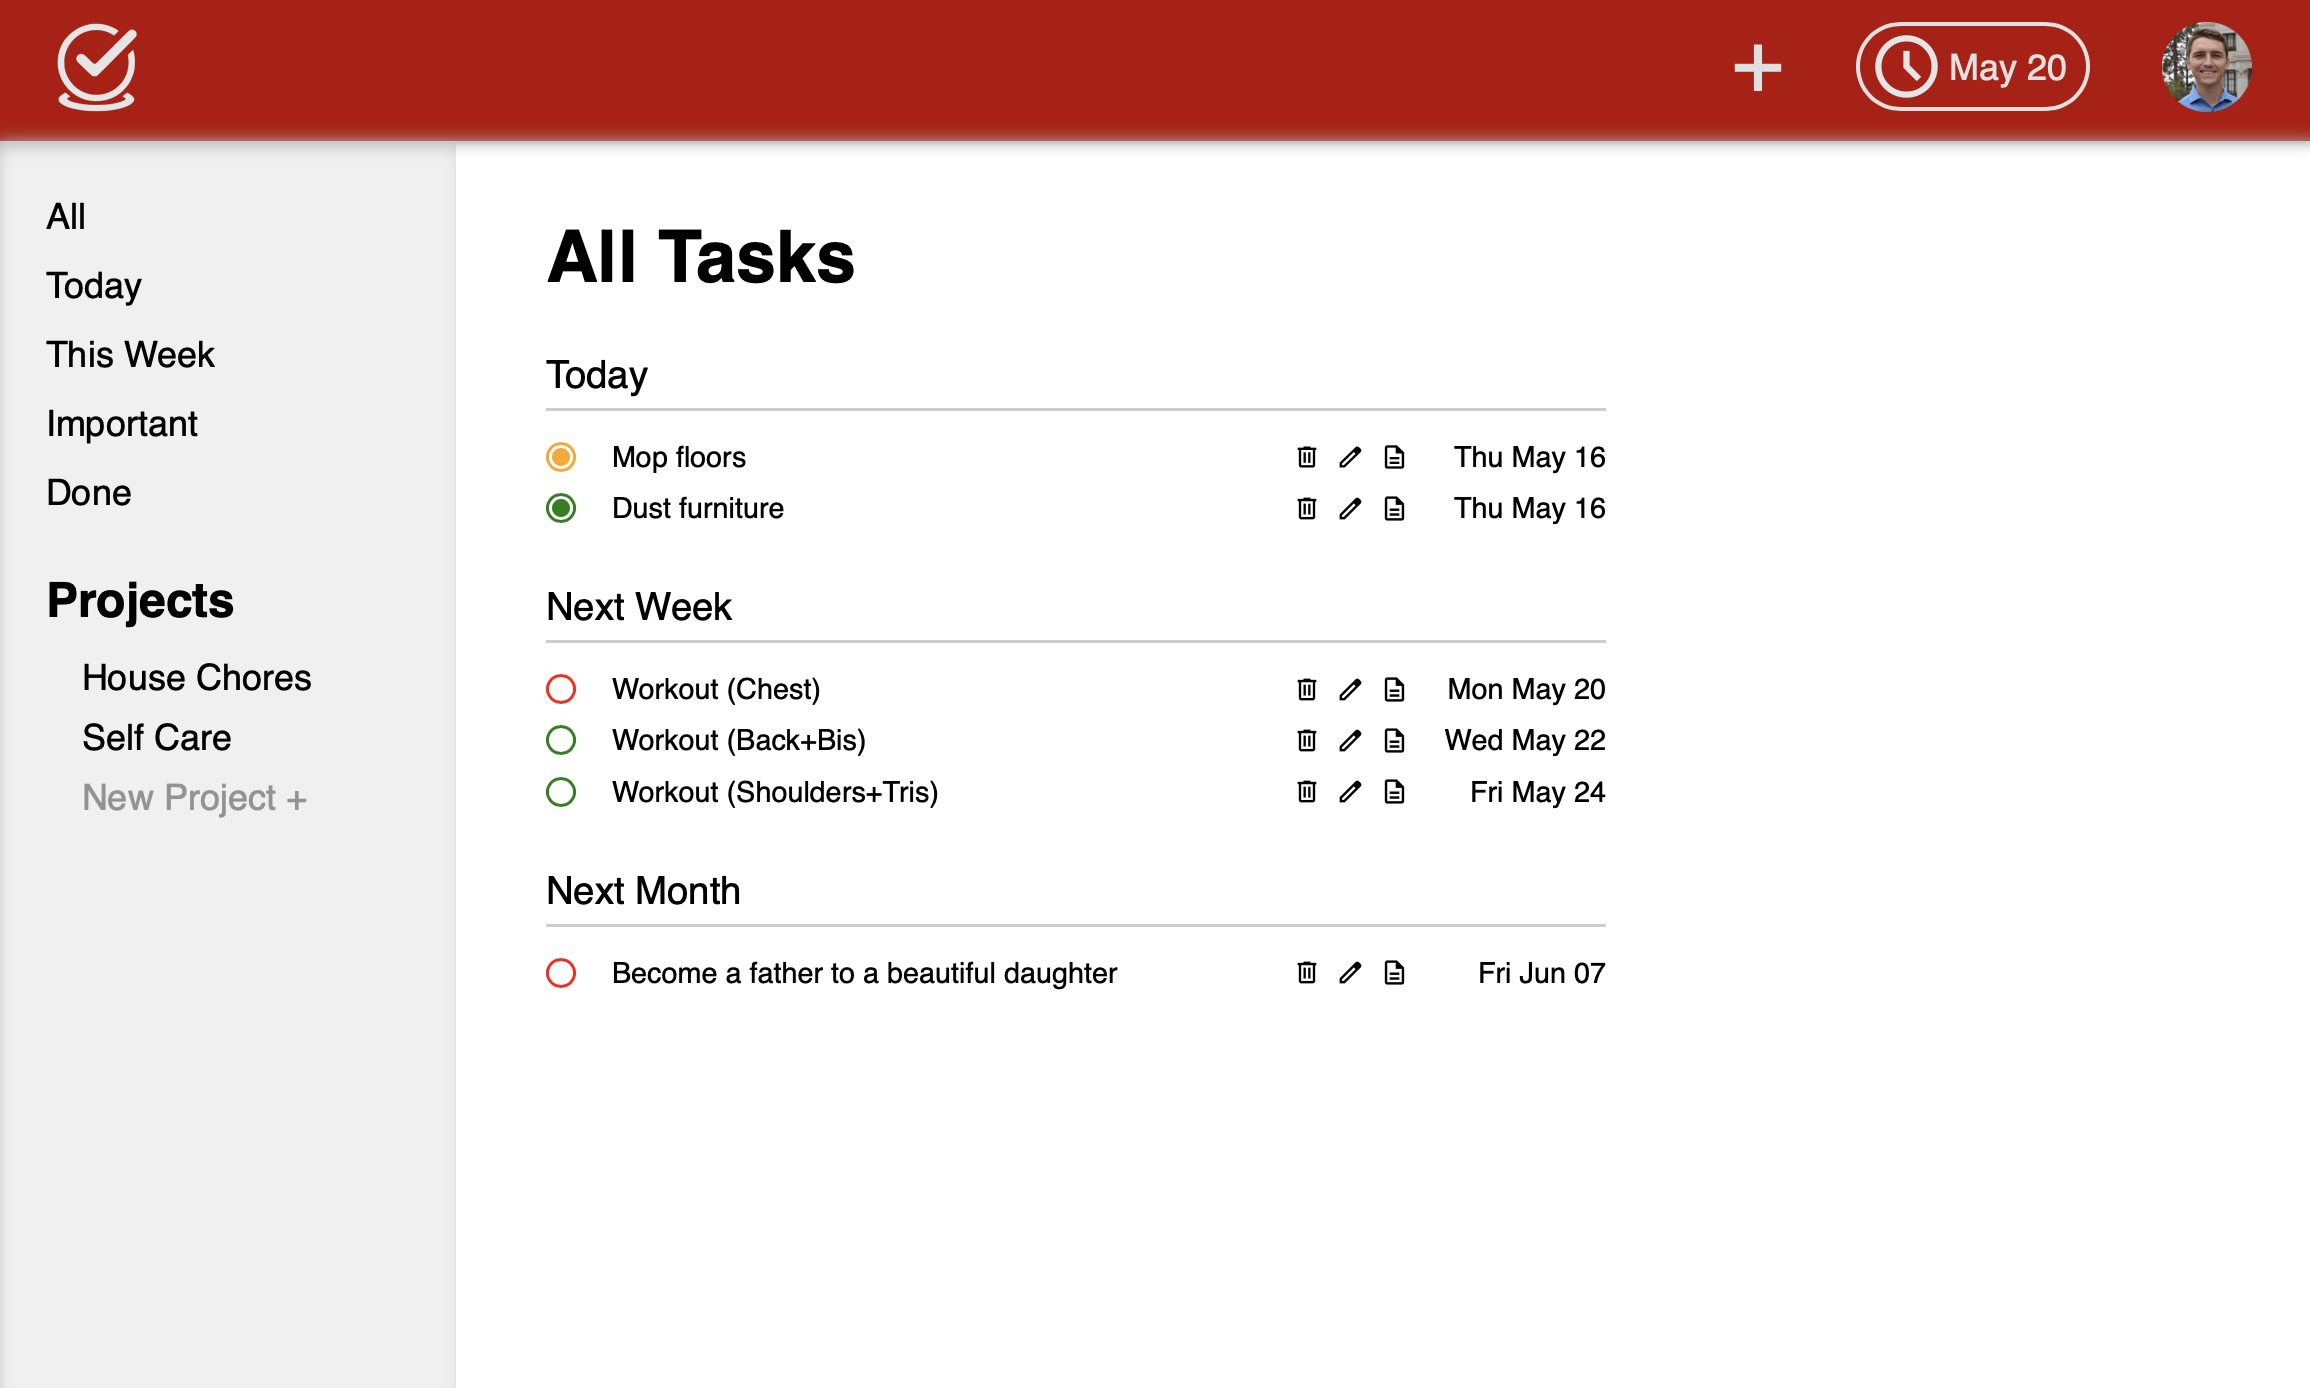 May 20
All
Today
This Week
Important
Done
Projects
House Chores
Self Care
New Project +
All Tasks
Today
Mop floors Thu May 16
Dust furniture Thu May 16
Next Week
Workout (Chest) Mon May 20
Workout (Back+Bis) Wed May 22
Workout (Shoulders+Tris) Fri May 24
Next Month
Become a father to a beautiful daughter Fri Jun 07